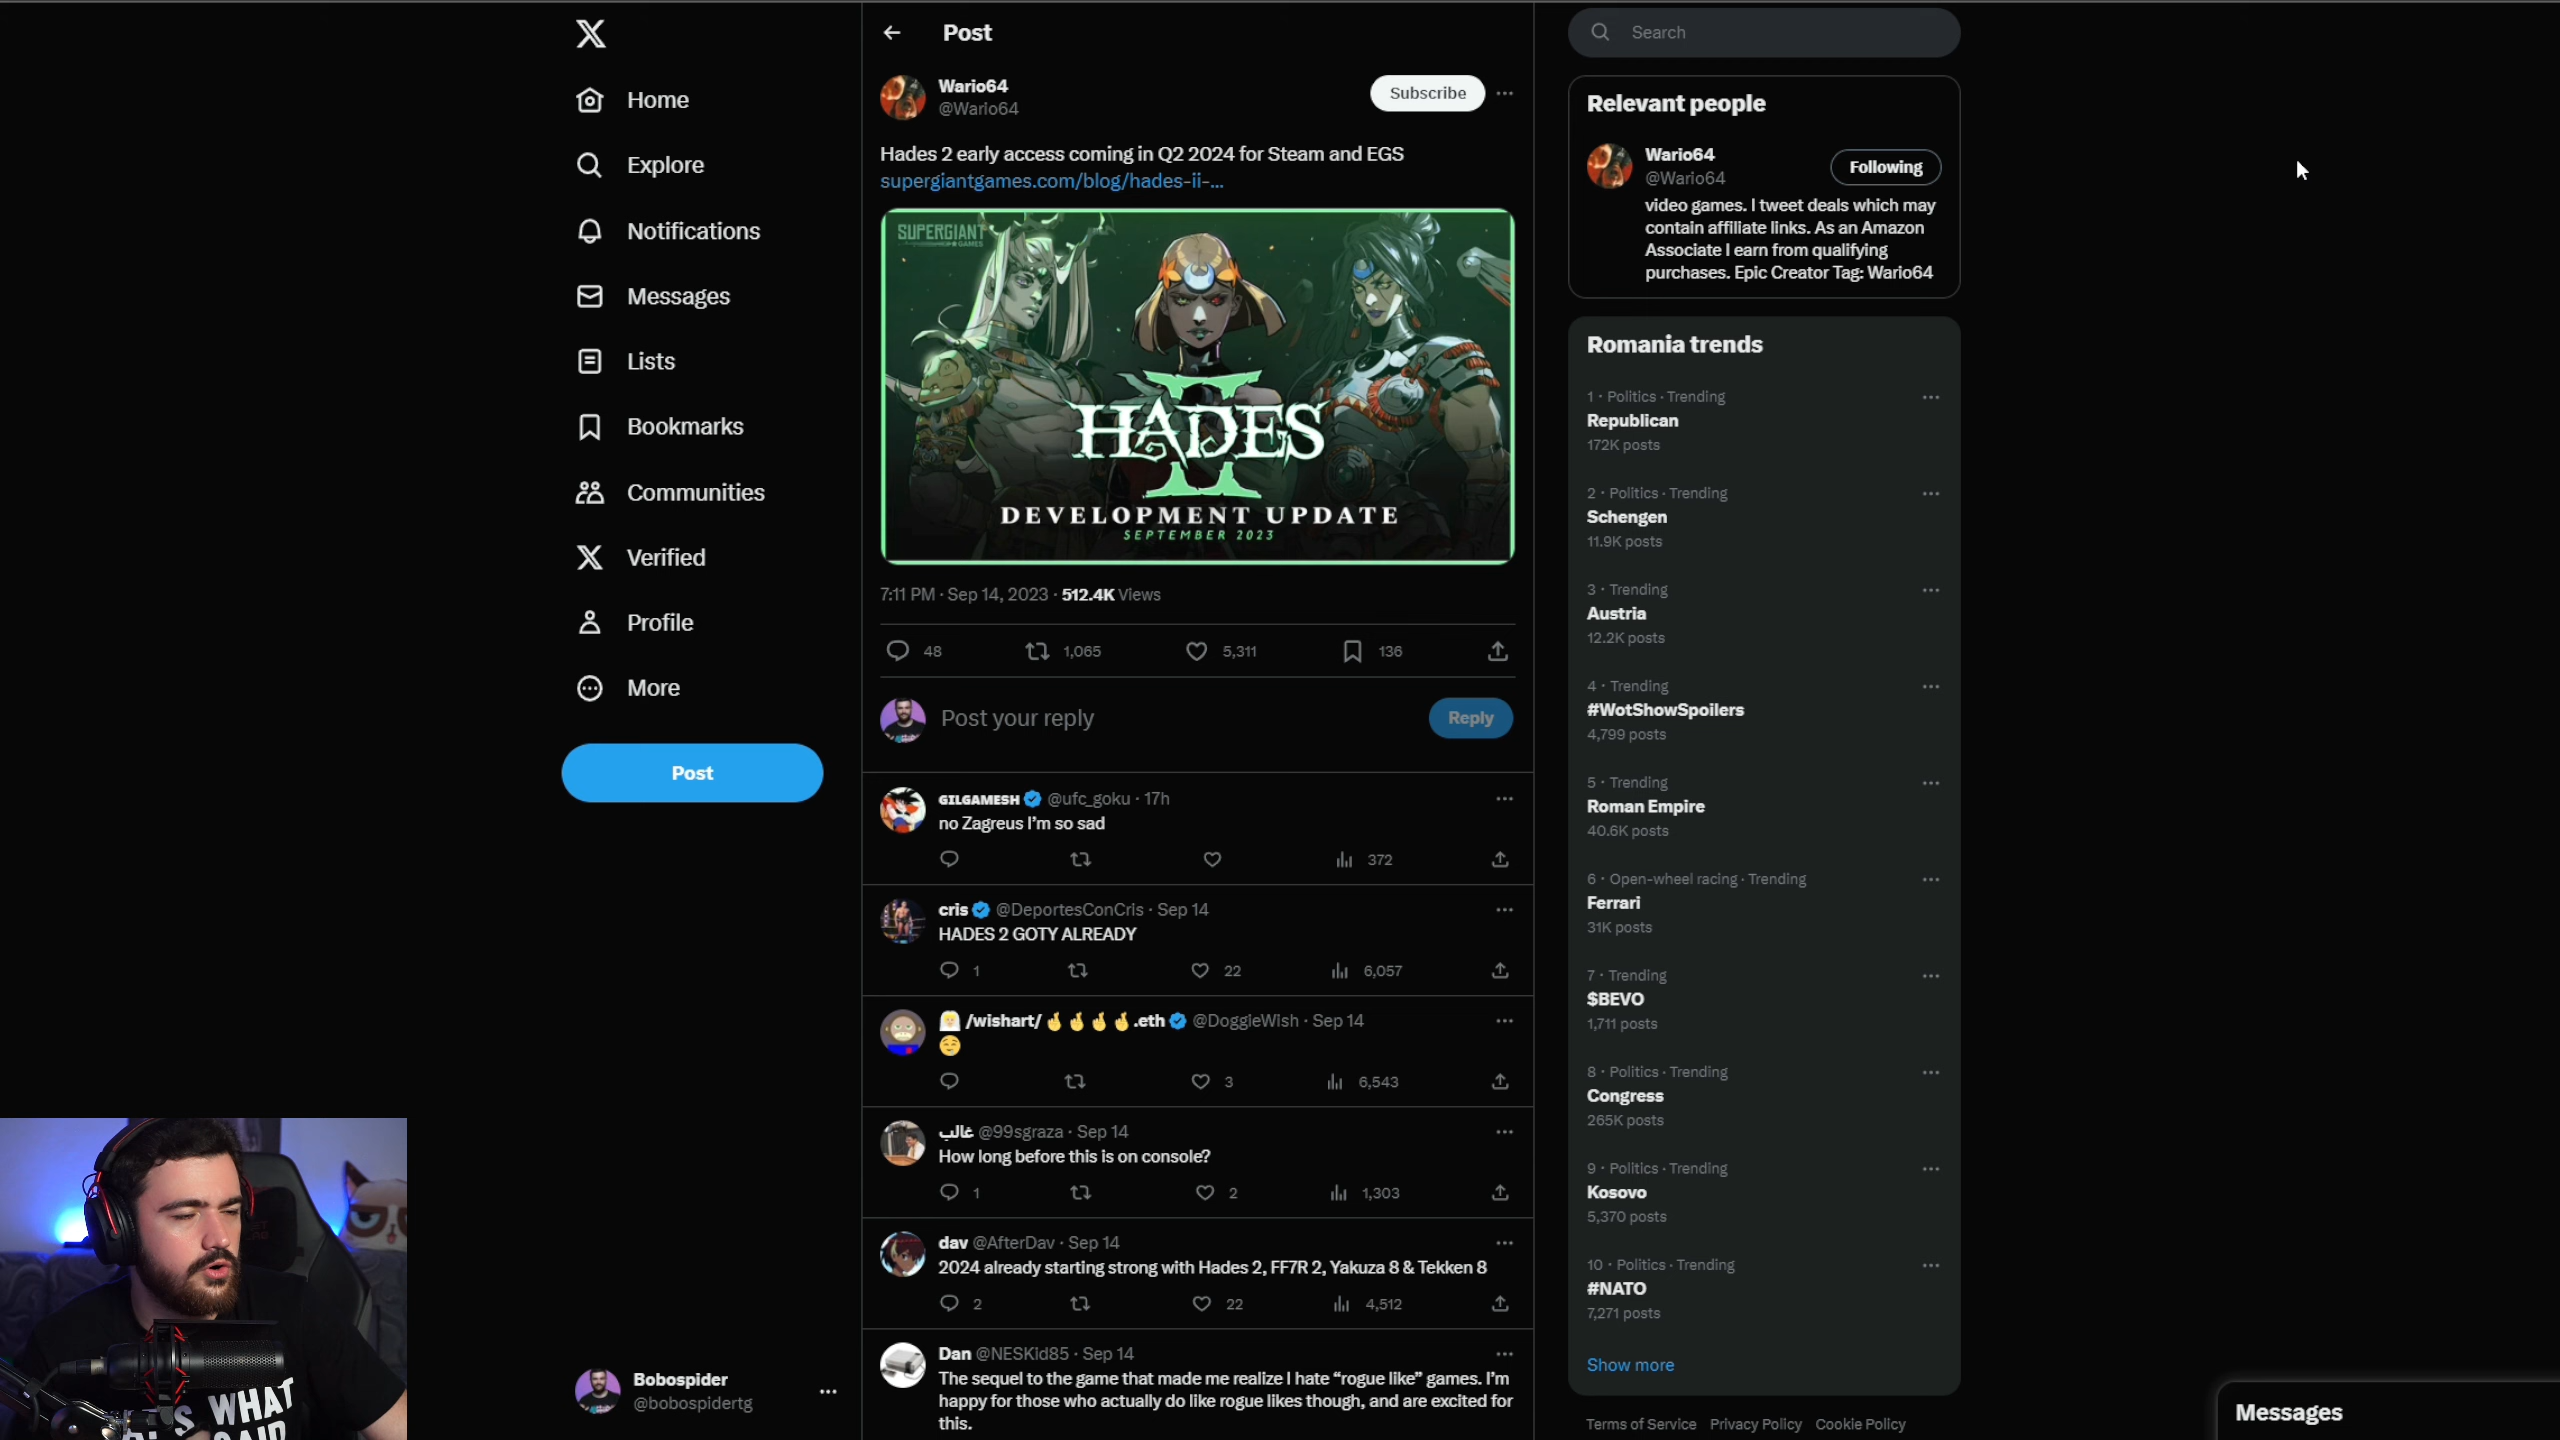 Home
Explore
Notifications
Messages
Lists
Bookmarks
Communities
Verified
Profile
More
Post
Bobospider
@bobospidertg
Post
Wario64
@Wario64
Subscribe
Hades 2 early access coming in Q2 2024 for Steam and EGS
supergiantgames.com/blog/hades-ii-...
SUPERGIANT
GAMES
HADES
II
DEVELOPMENT UPDATE
SEPTEMBER 2023
7:11 PM · Sep 14, 2023 · 512.4K Views
48 1,065 5,311 136
Post your reply
Reply
GILGAMESH @ufc_goku · 17h
no Zagreus I'm so sad
372
cris @DeportesConCris · Sep 14
HADES 2 GOTY ALREADY
1 22 6,057
/wishart/🤞🤞🤞🤞.eth @DoggieWish · Sep 14
☺️
3 6,543
غالب @99sgraza · Sep 14
How long before this is on console?
1 2 1,303
dav @AfterDav · Sep 14
2024 already starting strong with Hades 2, FF7R 2, Yakuza 8 & Tekken 8
2 22 4,512
Dan @NESKid85 · Sep 14
The sequel to the game that made me realize I hate “rogue like” games. I'm
happy for those who actually do like rogue likes though, and are excited for
this.
Search
Relevant people
Wario64
@Wario64
Following
video games. I tweet deals which may
contain affiliate links. As an Amazon
Associate I earn from qualifying
purchases. Epic Creator Tag: Wario64
Romania trends
1 · Politics · Trending
Republican
172K posts
2 · Politics · Trending
Schengen
11.9K posts
3 · Trending
Austria
12.2K posts
4 · Trending
#WotShowSpoilers
4,799 posts
5 · Trending
Roman Empire
40.6K posts
6 · Open-wheel racing · Trending
Ferrari
31K posts
7 · Trending
$BEVO
1,711 posts
8 · Politics · Trending
Congress
265K posts
9 · Politics · Trending
Kosovo
5,370 posts
10 · Politics · Trending
#NATO
7,271 posts
Show more
Terms of Service Privacy Policy Cookie Policy
Messages
WHAT
SAID